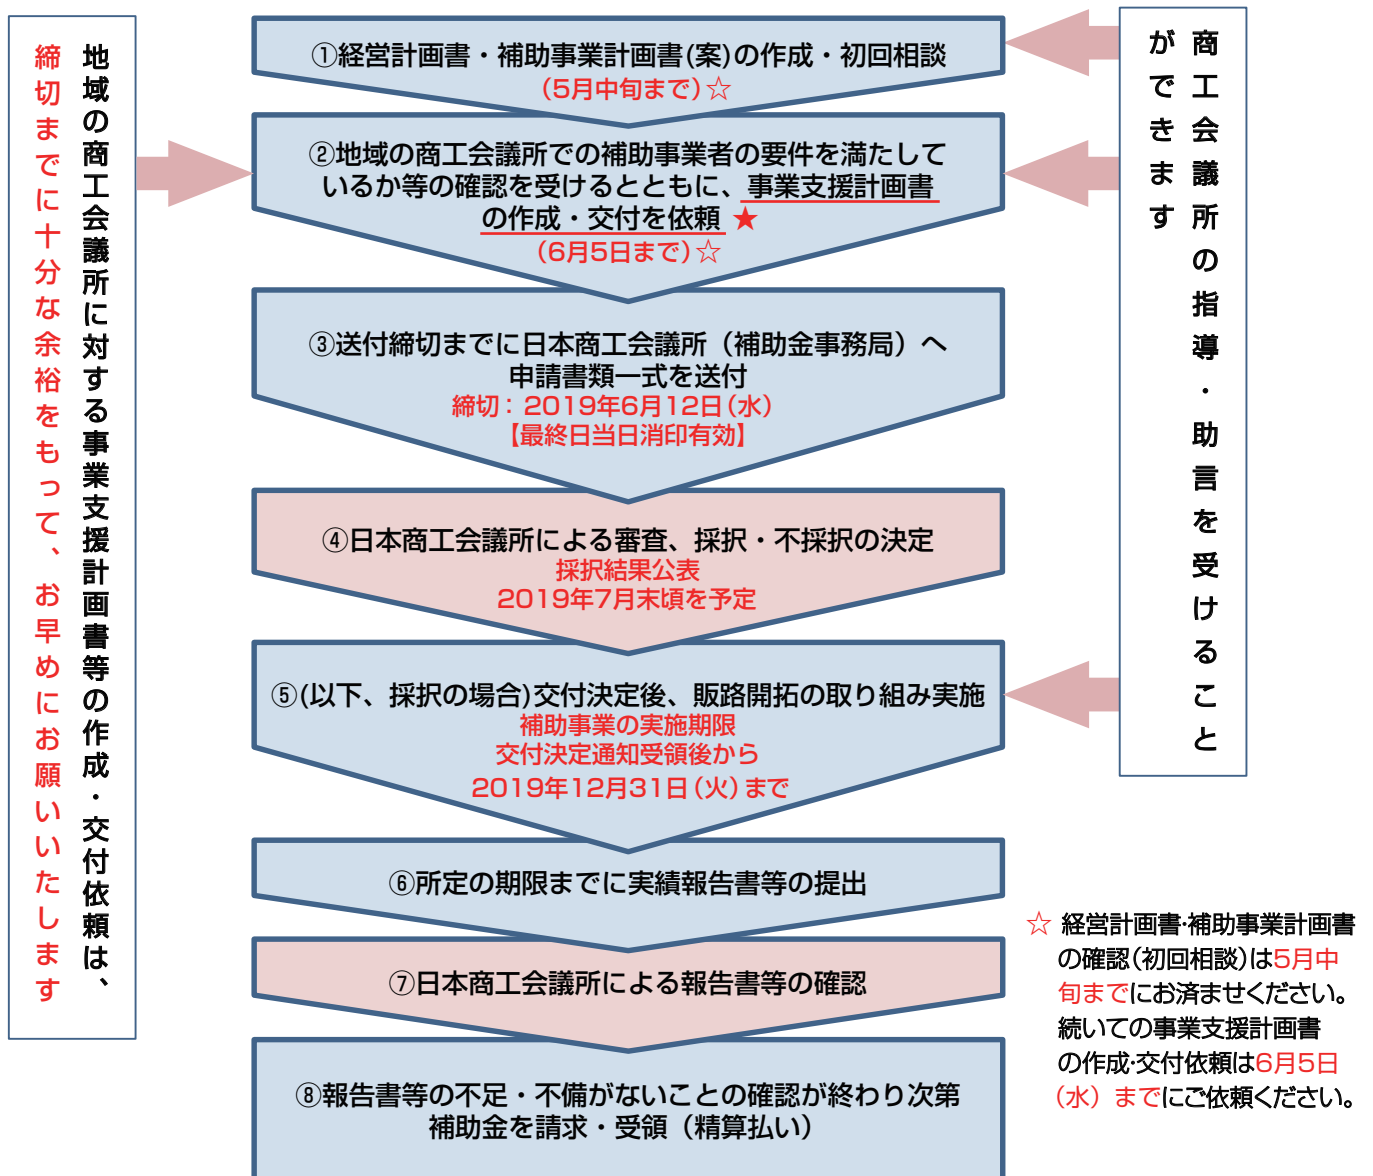 地域の商工会議所に対する事業支援計画書等の作成・交付依頼は、
締切までに十分な余裕をもって、お早めにお願いいたします
①経営計画書・補助事業計画書(案)の作成・初回相談
(5月中旬まで)☆
②地域の商工会議所での補助事業者の要件を満たして
いるか等の確認を受けるとともに、事業支援計画書
の作成・交付を依頼 ★
(6月5日まで)☆
③送付締切までに日本商工会議所（補助金事務局）へ
申請書類一式を送付
締切：2019年6月12日(水)
【最終日当日消印有効】
④日本商工会議所による審査、採択・不採択の決定
採択結果公表
2019年7月末頃を予定
⑤(以下、採択の場合)交付決定後、販路開拓の取り組み実施
補助事業の実施期限
交付決定通知受領後から
2019年12月31日(火)まで
⑥所定の期限までに実績報告書等の提出
⑦日本商工会議所による報告書等の確認
⑧報告書等の不足・不備がないことの確認が終わり次第
補助金を請求・受領（精算払い）
商工会議所の指導・助言を受けること
ができます
☆ 経営計画書・補助事業計画書
の確認(初回相談)は5月中
旬までにお済ませください。
続いての事業支援計画書
の作成・交付依頼は6月5日
（水）までにご依頼ください。